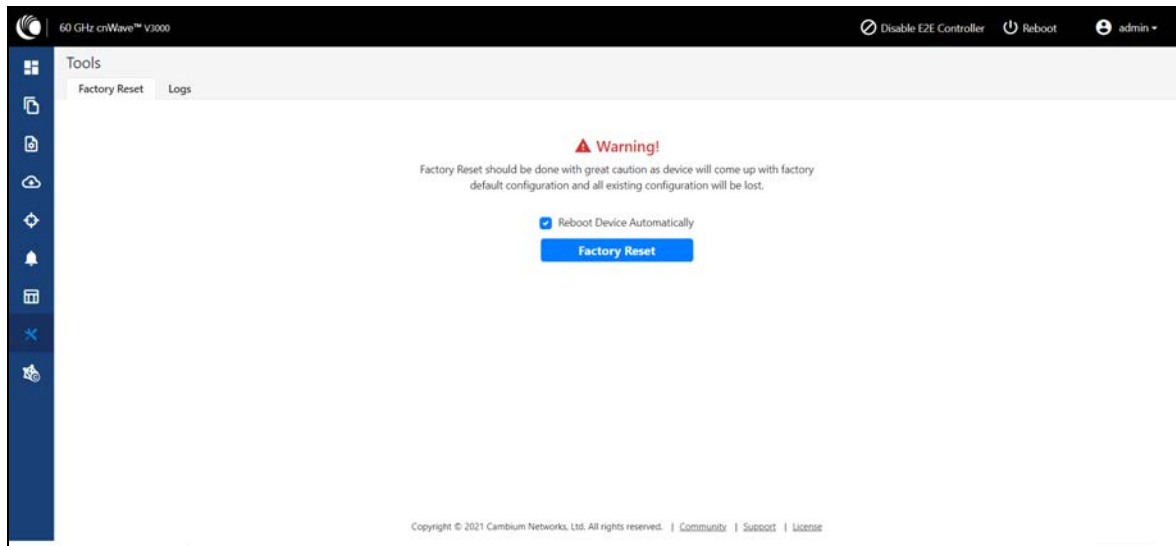 60 GHz cnWave™ V3000
Disable E2E Controller
Reboot
admin
Tools
Factory Reset
Logs
Warning!
Factory Reset should be done with great caution as device will come up with factory
default configuration and all existing configuration will be lost.
Reboot Device Automatically
Factory Reset
Copyright © 2021 Cambium Networks, Ltd. All rights reserved. | Community | Support | License